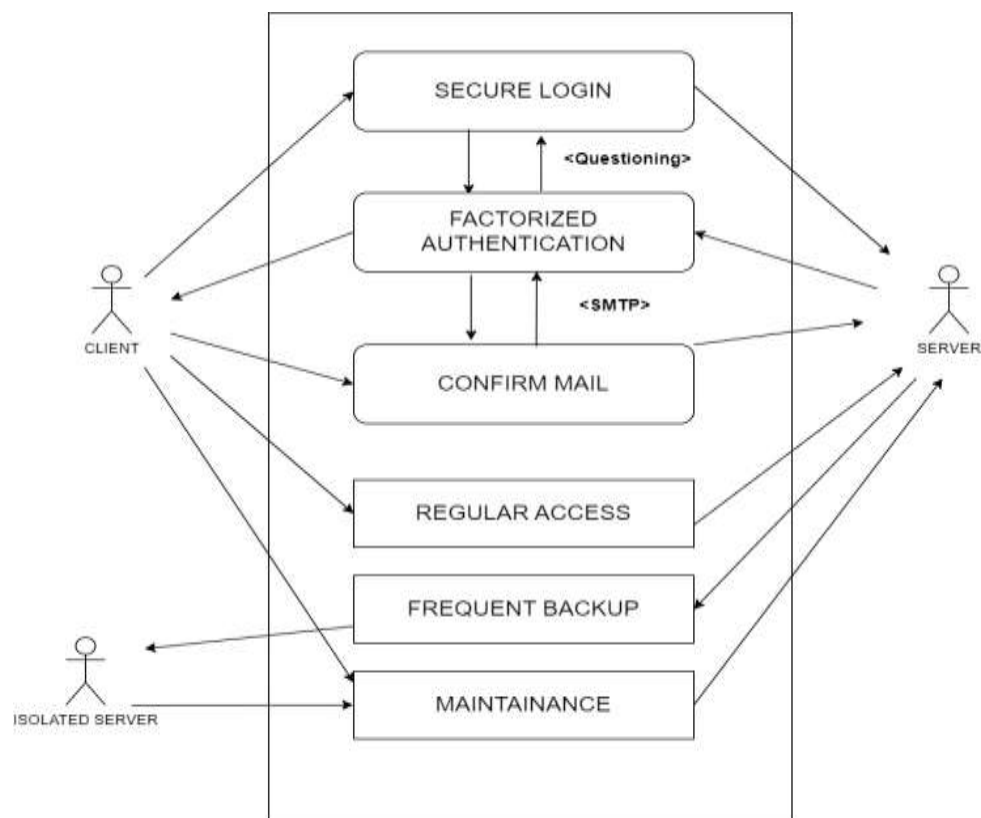 SECURE LOGIN
<Questioning>
FACTORIZED
AUTHENTICATION
<SMTP>
CLIENT
SERVER
CONFIRM MAIL
REGULAR ACCESS
FREQUENT BACKUP
MAINTAINANCE
ISOLATED SERVER